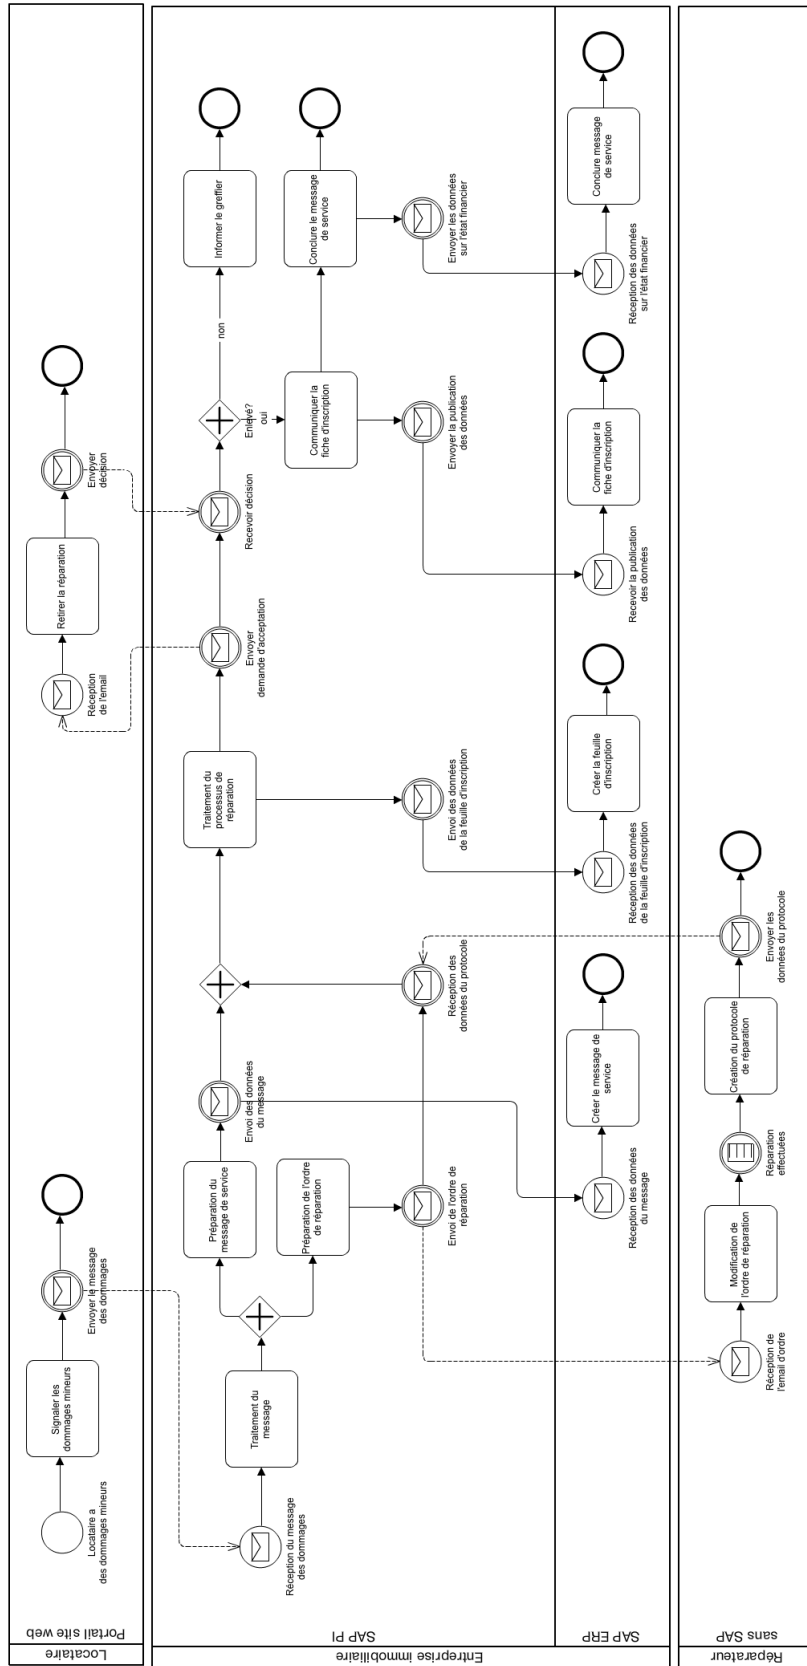 Locataire
Portail site web
Locataire a
des dommages mineurs
Signaler les
dommages mineurs
Envoyer le message
des dommages
Réception
de l'email
Retirer la réparation
Envoyer
décision
Entreprise immobiliaire
SAP PI
Réception du message
des dommages
Traitement du
message
Préparation du
message de service
Préparation de l'ordre
de réparation
Envoi des données
du message
Envoi de l'ordre de
réparation
Réception des
données du protocole
Traitement du
processus de
réparation
Envoi des données
de la feuille d'inscription
Envoyer
demande d'acceptation
Recevoir décision
Enlevé?
oui
non
Informer le greffier
Communiquer la
fiche d'inscription
Conclure le message
de service
Envoyer la publication
des données
Envoyer les données
sur l'état financier
SAP ERP
Réception des données
du message
Créer le message de
service
Réception des données
de la feuille d'inscription
Créer la feuille
d'inscription
Recevoir la publication
des données
Communiquer la
fiche d'inscription
Réception des données
sur l'état financier
Conclure message
de service
Réparateur
sans SAP
Réception de
l'email d'ordre
Modification de
l'ordre de réparation
Réparation
effectuées
Création du protocole
de réparation
Envoyer les
données du protocole